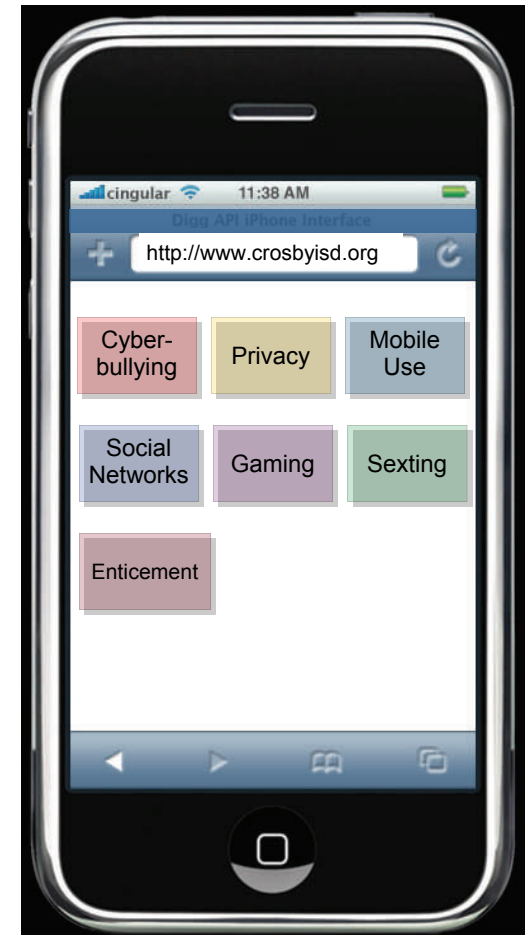 cingular 11:38 AM
Digg API iPhone Interface
http://www.crosbyisd.org
Cyber-
bullying
Privacy
Mobile
Use
Social
Networks
Gaming
Sexting
Enticement